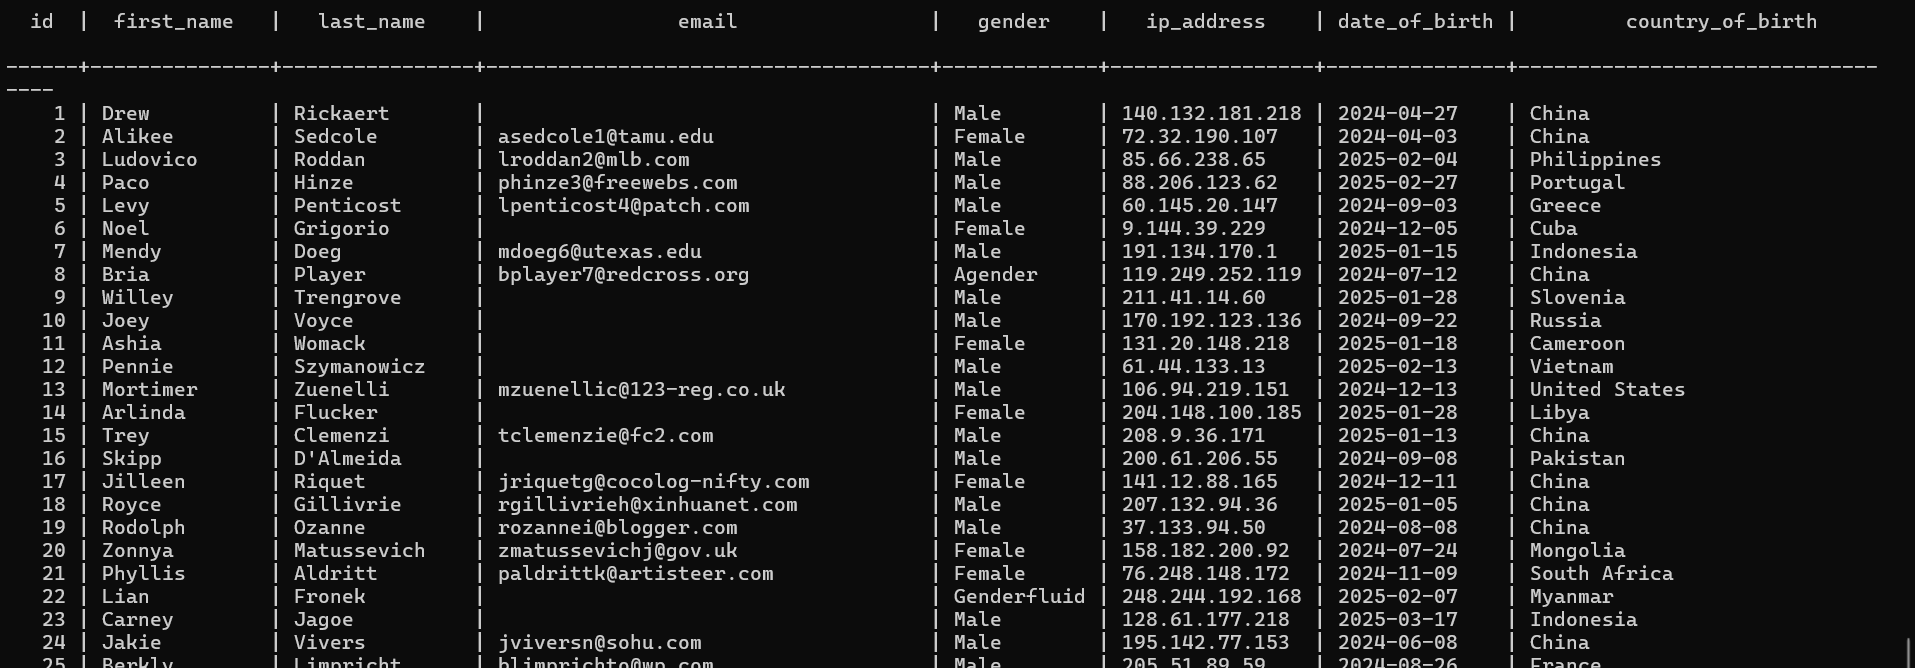 id | first_name | last_name | email | gender | ip_address | date_of_birth | country_of_birth
------+---------------+----------------+-------------------------------------+-------------+-----------------+---------------+------------------------------
----
1 | Drew | Rickaert | | Male | 140.132.181.218 | 2024-04-27 | China
2 | Alikee | Sedcole | asedcole1@tamu.edu | Female | 72.32.190.107 | 2024-04-03 | China
3 | Ludovico | Roddan | lroddan2@mlb.com | Male | 85.66.238.65 | 2025-02-04 | Philippines
4 | Paco | Hinze | phinze3@freewebs.com | Male | 88.206.123.62 | 2025-02-27 | Portugal
5 | Levy | Penticost | lpenticost4@patch.com | Male | 60.145.20.147 | 2024-09-03 | Greece
6 | Noel | Grigorio | | Female | 9.144.39.229 | 2024-12-05 | Cuba
7 | Mendy | Doeg | mdoeg6@utexas.edu | Male | 191.134.170.1 | 2025-01-15 | Indonesia
8 | Bria | Player | bplayer7@redcross.org | Agender | 119.249.252.119 | 2024-07-12 | China
9 | Willey | Trengrove | | Male | 211.41.14.60 | 2025-01-28 | Slovenia
10 | Joey | Voyce | | Male | 170.192.123.136 | 2024-09-22 | Russia
11 | Ashia | Womack | | Female | 131.20.148.218 | 2025-01-18 | Cameroon
12 | Pennie | Szymanowicz | | Male | 61.44.133.13 | 2025-02-13 | Vietnam
13 | Mortimer | Zuenelli | mzuenellic@123-reg.co.uk | Male | 106.94.219.151 | 2024-12-13 | United States
14 | Arlinda | Flucker | | Female | 204.148.100.185 | 2025-01-28 | Libya
15 | Trey | Clemenzi | tclemenzie@fc2.com | Male | 208.9.36.171 | 2025-01-13 | China
16 | Skipp | D'Almeida | | Male | 200.61.206.55 | 2024-09-08 | Pakistan
17 | Jilleen | Riquet | jriquetg@cocolog-nifty.com | Female | 141.12.88.165 | 2024-12-11 | China
18 | Royce | Gillivrie | rgillivrieh@xinhuanet.com | Male | 207.132.94.36 | 2025-01-05 | China
19 | Rodolph | Ozanne | rozannei@blogger.com | Male | 37.133.94.50 | 2024-08-08 | China
20 | Zonnya | Matussevich | zmatussevichj@gov.uk | Female | 158.182.200.92 | 2024-07-24 | Mongolia
21 | Phyllis | Aldritt | paldrittk@artisteer.com | Female | 76.248.148.172 | 2024-11-09 | South Africa
22 | Lian | Fronek | | Genderfluid | 248.244.192.168 | 2025-02-07 | Myanmar
23 | Carney | Jagoe | | Male | 128.61.177.218 | 2025-03-17 | Indonesia
24 | Jakie | Vivers | jviversn@sohu.com | Male | 195.142.77.153 | 2024-06-08 | China
25 | Berkly | Limpricht | blimprichto@wp.com | Male | 205.51.89.59 | 2024-08-26 | France